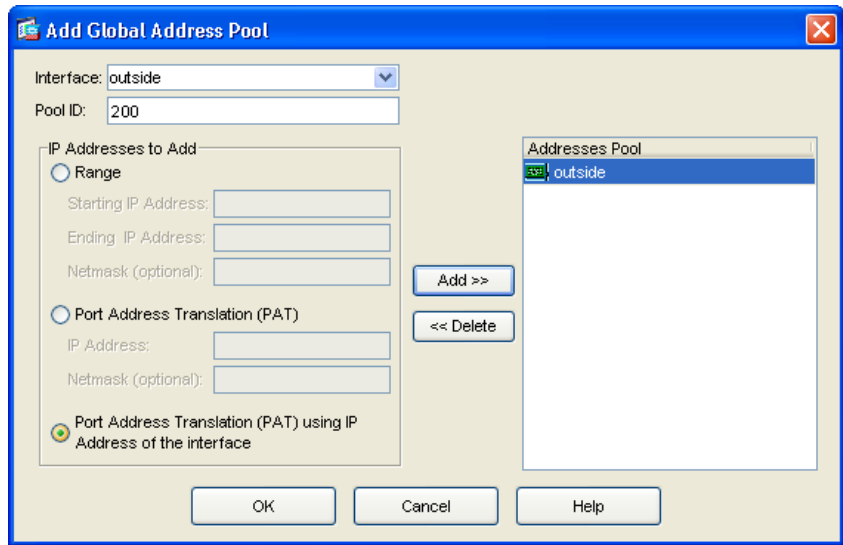 Add Global Address Pool
Interface: outside
Pool ID: 200
IP Addresses to Add
Range
Starting IP Address:
Ending IP Address:
Netmask (optional):
Port Address Translation (PAT)
IP Address:
Netmask (optional):
Port Address Translation (PAT) using IP
Address of the interface
Add >>
<< Delete
Addresses Pool
outside
OK
Cancel
Help